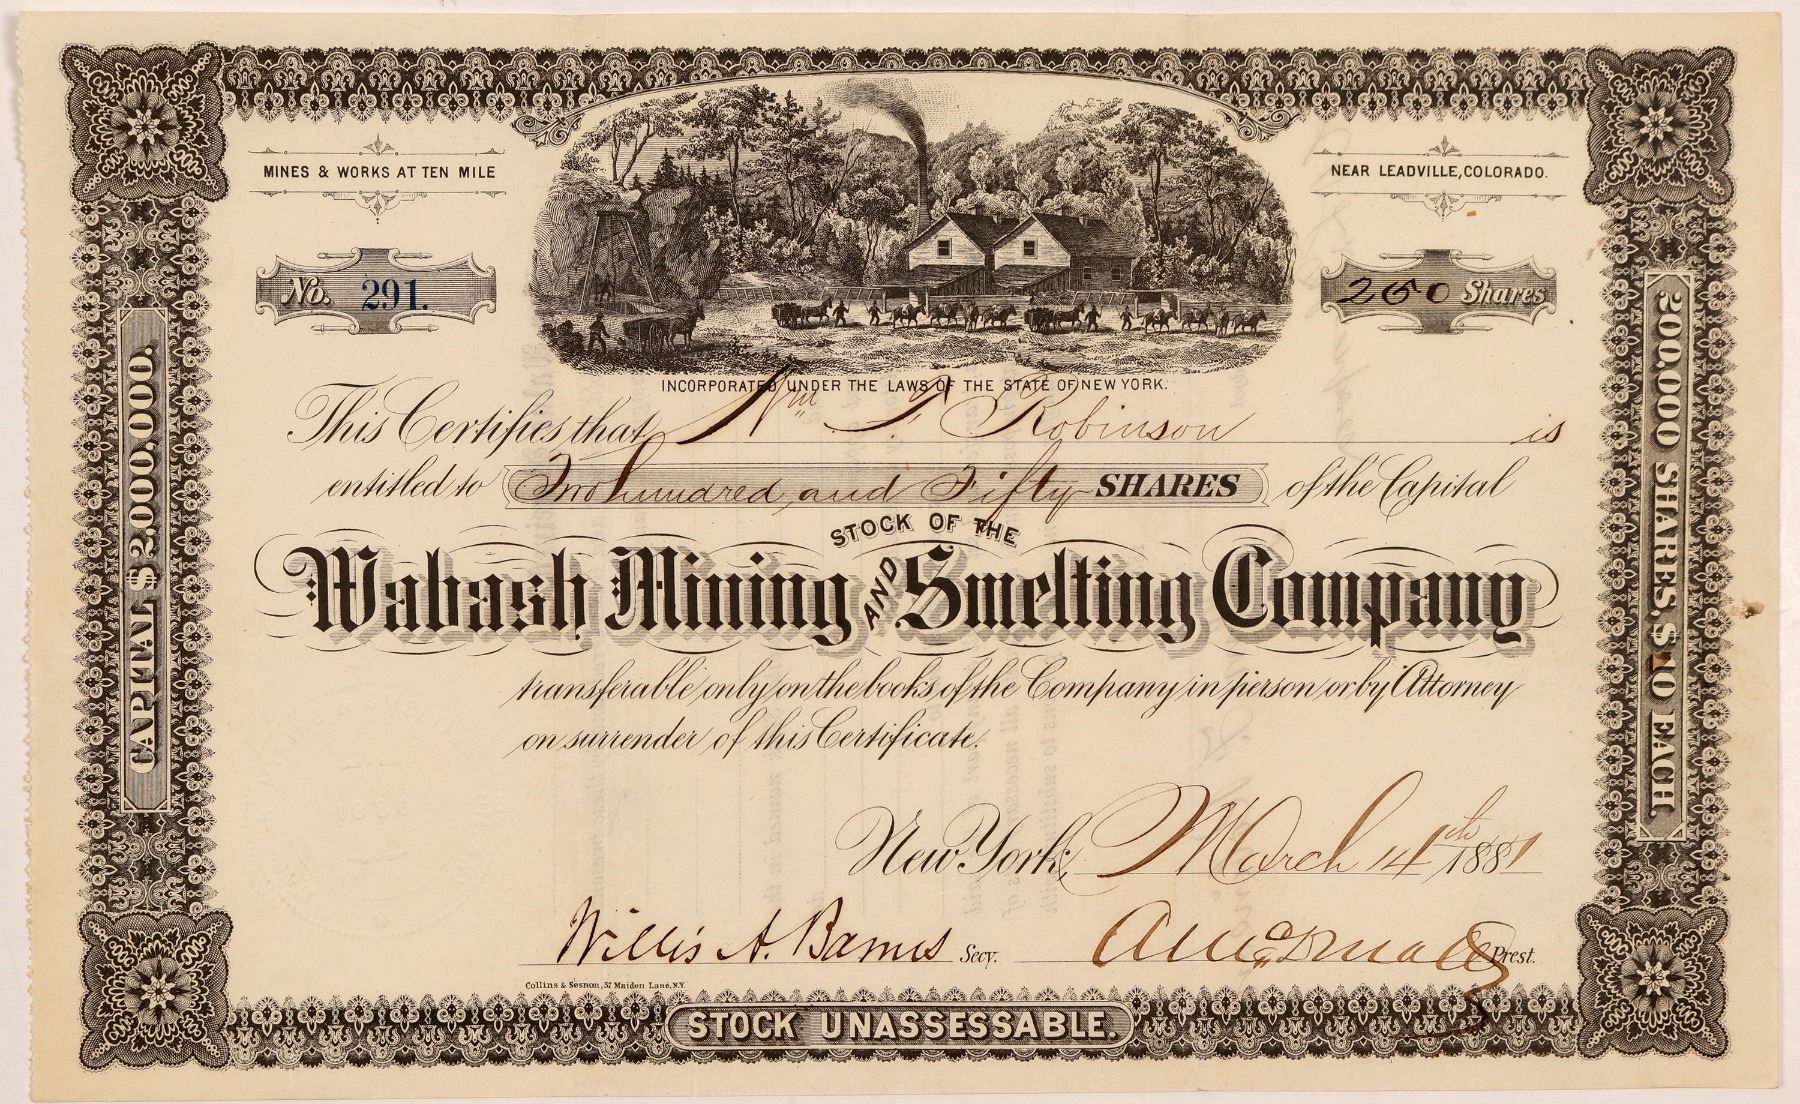 MINES & WORKS AT TEN MILE
NEAR LEADVILLE, COLORADO.
No. 291.
250 Shares
INCORPORATED UNDER THE LAWS OF THE STATE OF NEW YORK.
This Certifies that Wm Robinson is
entitled to Two hundred and Fifty SHARES of the Capital
STOCK OF THE
Wabash Mining AND Smelting Company
transferable only on the books of the Company in person or by Attorney
on surrender of this Certificate.
New York, March 14th 1881
Willis A. Barnes Secy.
Prest.
Collins & Sesnon, 57 Maiden Lane, N.Y.
STOCK UNASSESSABLE.
CAPITAL $2,000,000.
200,000 SHARES, $10 EACH.